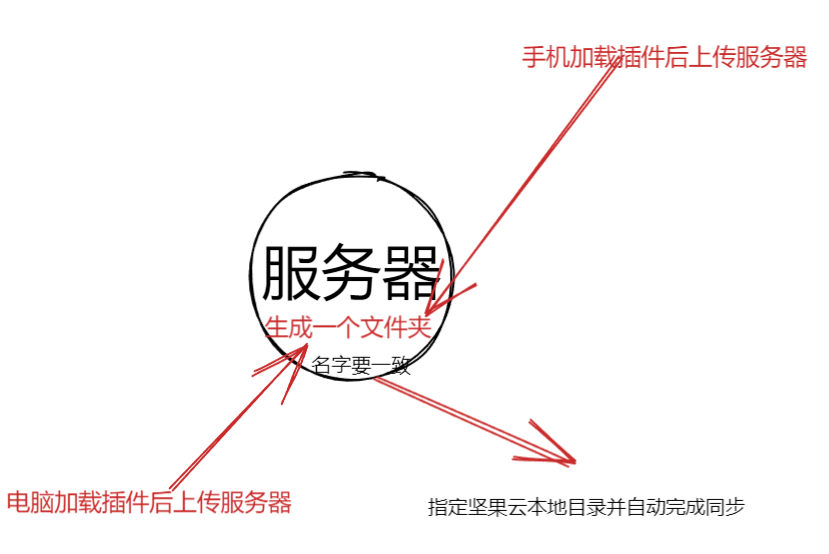 手机加载插件后上传服务器
服务器
生成一个文件夹
名字要一致
电脑加载插件后上传服务器
指定坚果云本地目录并自动完成同步